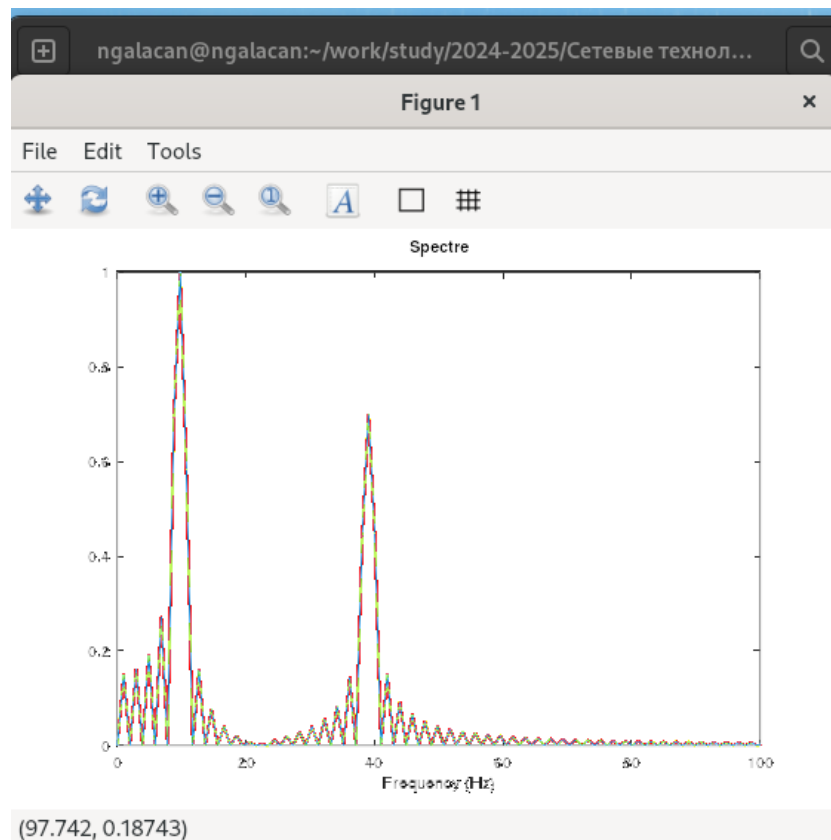 ngalacan@ngalacan:~/work/study/2024-2025/Сетевые технол...
Figure 1
×
File Edit Tools
A
Spectre
1
0.8
0.6
0.4
0.2
0
0 20 40 60 80 100
Frequency (Hz)
(97.742, 0.18743)